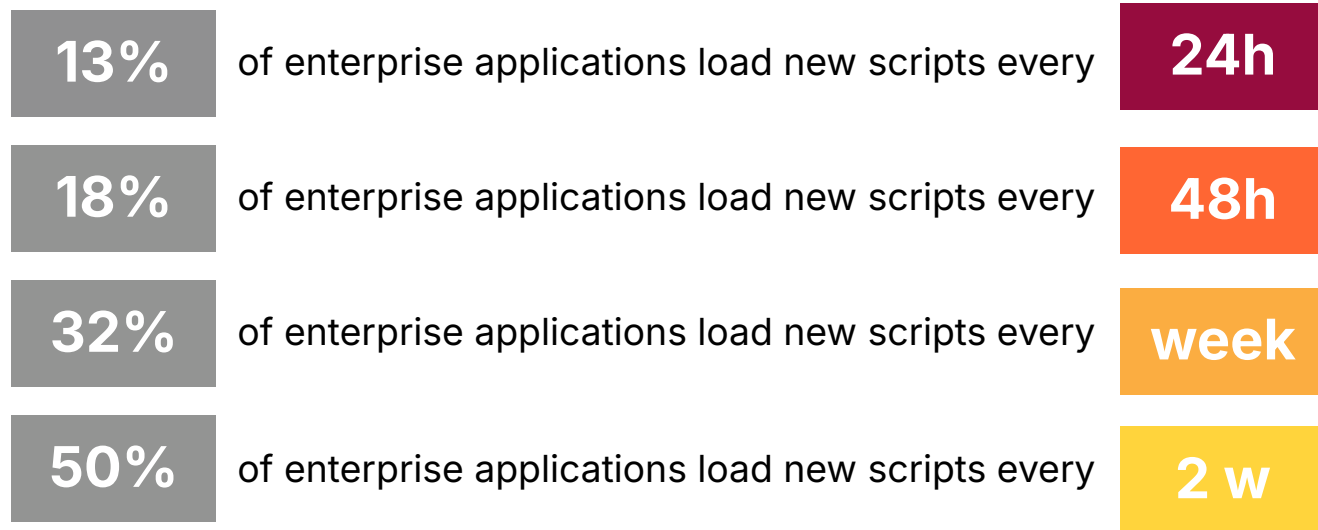 13% of enterprise applications load new scripts every 24h
18% of enterprise applications load new scripts every 48h
32% of enterprise applications load new scripts every week
50% of enterprise applications load new scripts every 2 w